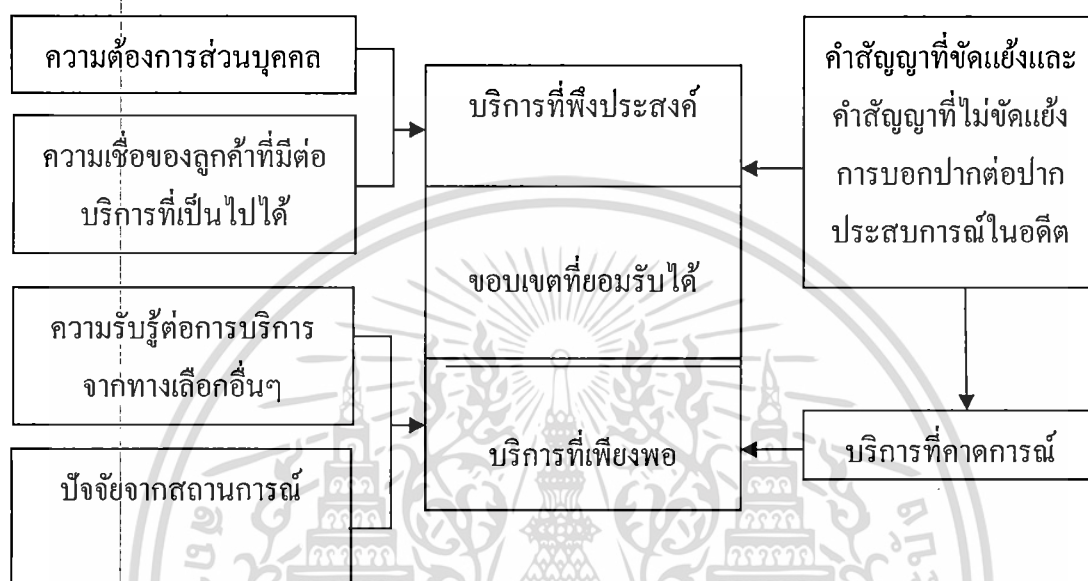 ความต้องการส่วนบุคคล
ความเชื่อของลูกค้าที่มีต่อ
บริการที่เป็นไปได้
ความรับรู้ต่อการบริการ
จากทางเลือกอื่นๆ
ปัจจัยจากสถานการณ์
บริการที่พึงประสงค์
ขอบเขตที่ยอมรับได้
บริการที่เพียงพอ
คำสัญญาที่ขัดแย้งและ
คำสัญญาที่ไม่ขัดแย้ง
การบอกปากต่อปาก
ประสบการณ์ในอดีต
บริการที่คาดการณ์